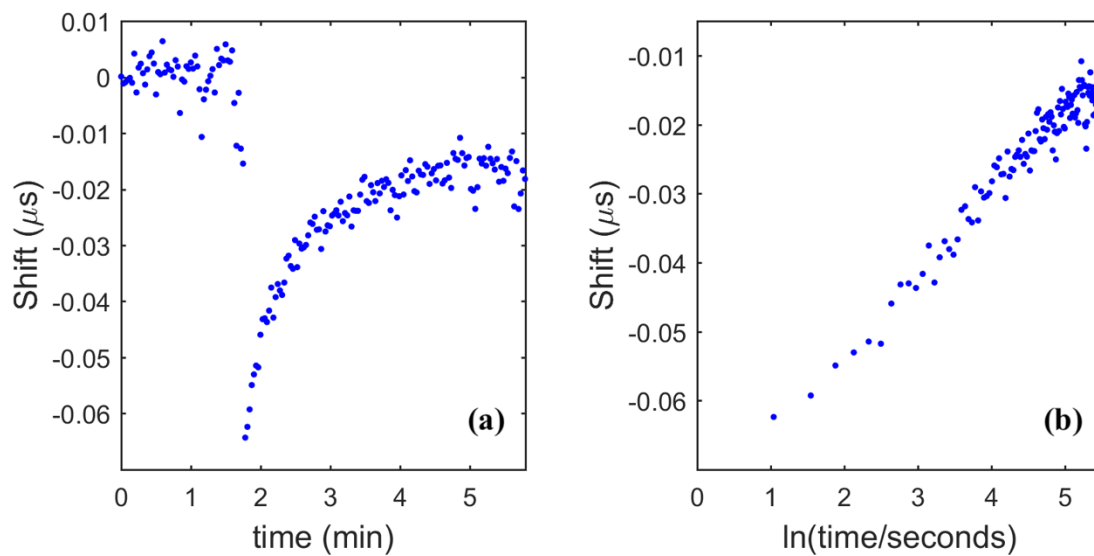 0.01
0
-0.01
-0.02
-0.03
-0.04
-0.05
-0.06
Shift (μs)
0 1 2 3 4 5
time (min)
(a)
-0.01
-0.02
-0.03
-0.04
-0.05
-0.06
Shift (μs)
0 1 2 3 4 5
ln(time/seconds)
(b)